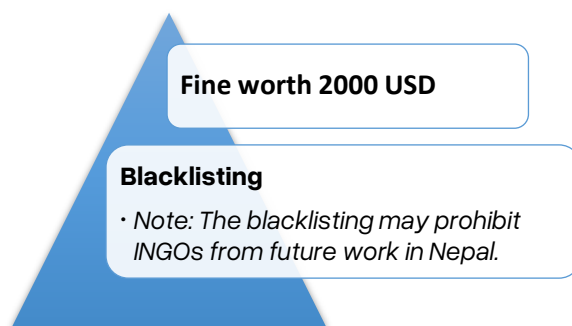 Fine worth 2000 USD
Blacklisting
• Note: The blacklisting may prohibit
INGOs from future work in Nepal.